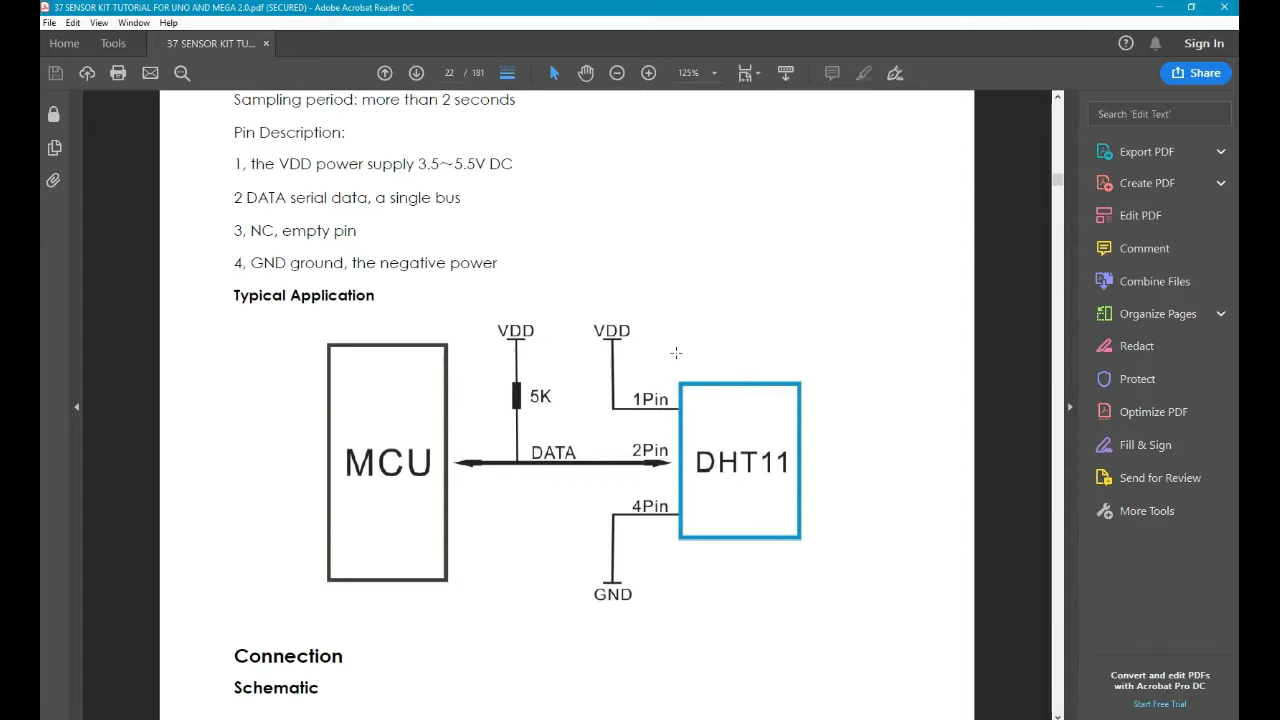 37 SENSOR KIT TUTORIAL FOR UNO AND MEGA 2.0.pdf (SECURED) - Adobe Acrobat Reader DC
File Edit View Window Help
Home Tools 37 SENSOR KIT TU... ×
Sign In
22 / 181
125%
Share
Sampling period: more than 2 seconds
Pin Description:
1, the VDD power supply 3.5～5.5V DC
2 DATA serial data, a single bus
3, NC, empty pin
4, GND ground, the negative power
Typical Application
VDD VDD
5K 1Pin
MCU DATA 2Pin DHT11
4Pin
GND
Connection
Schematic
Search 'Edit Text'
Export PDF
Create PDF
Edit PDF
Comment
Combine Files
Organize Pages
Redact
Protect
Optimize PDF
Fill & Sign
Send for Review
More Tools
Convert and edit PDFs
with Acrobat Pro DC
Start Free Trial